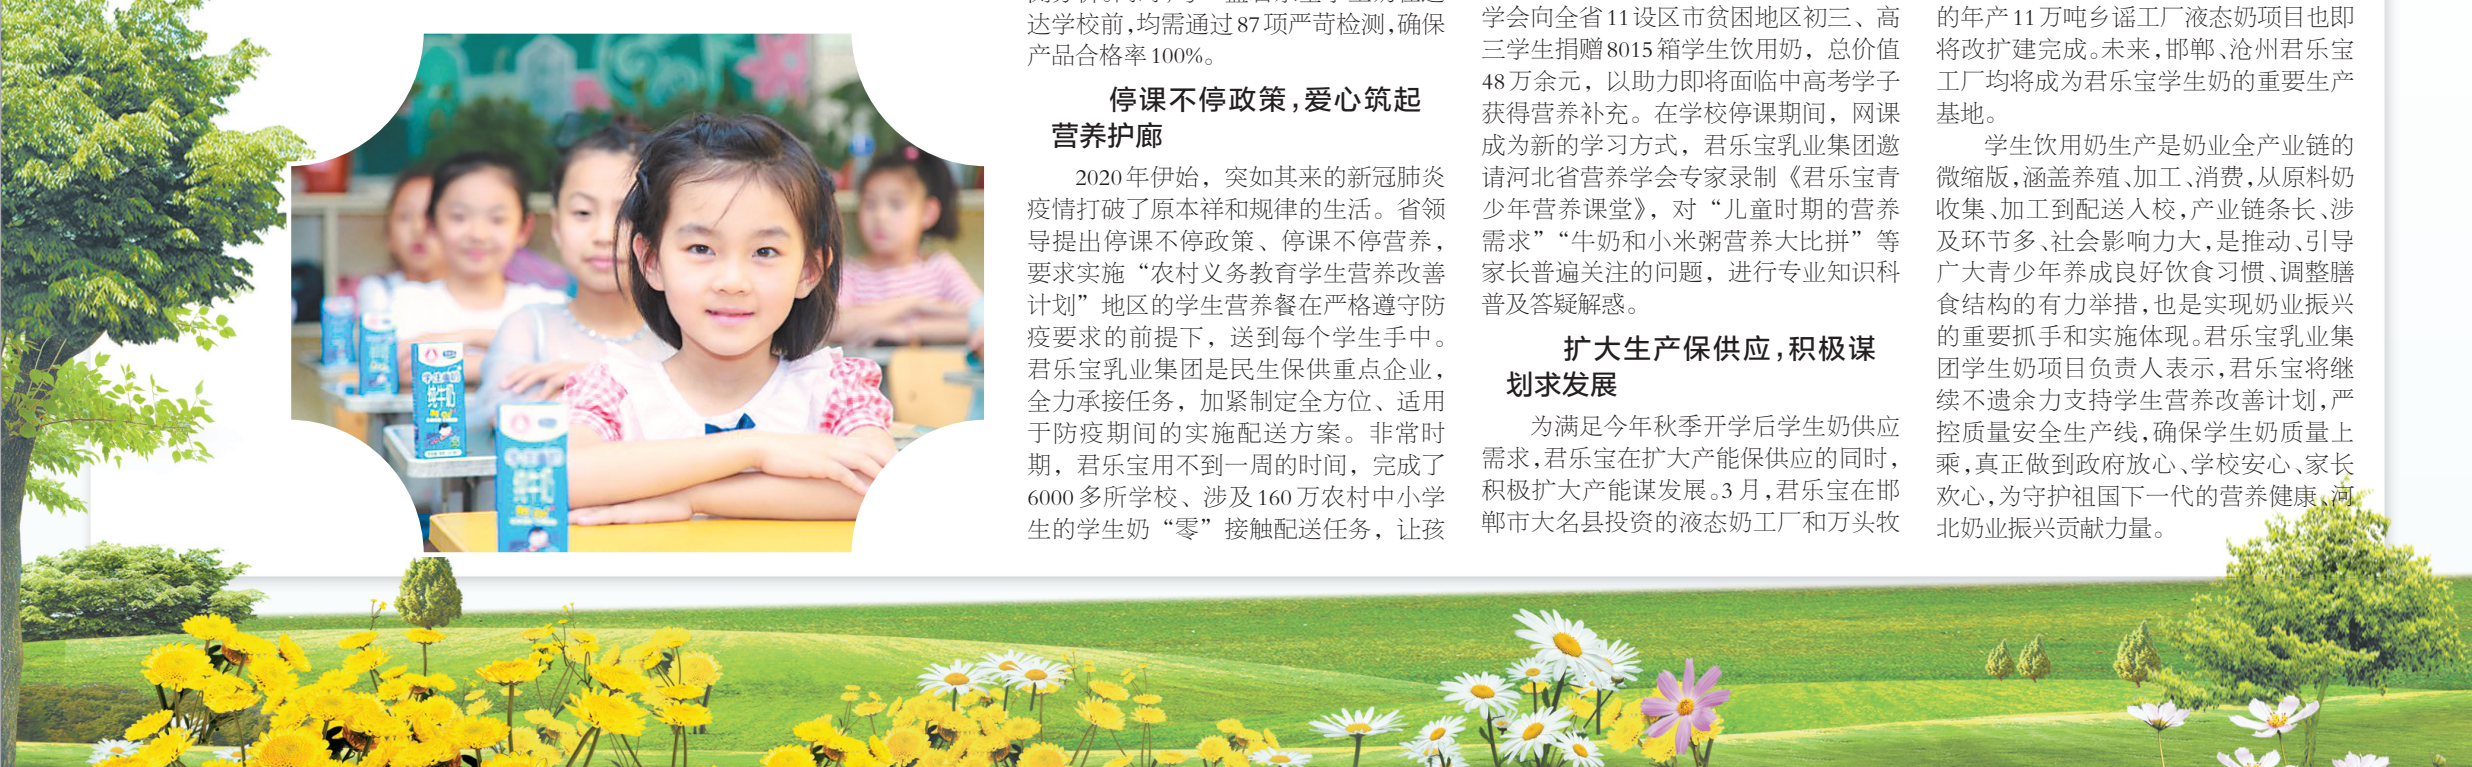 达学校前,均需通过87项严苛检测,确保
产品合格率100%。
停课不停政策,爱心筑起
营养护廊
2020年伊始，突如其来的新冠肺炎
疫情打破了原本祥和规律的生活。省领
导提出停课不停政策、停课不停营养，
要求实施“农村义务教育学生营养改善
计划”地区的学生营养餐在严格遵守防
疫要求的前提下，送到每个学生手中。
君乐宝乳业集团是民生保供重点企业，
全力承接任务，加紧制定全方位、适用
于防疫期间的实施配送方案。非常时
期，君乐宝用不到一周的时间，完成了
6000多所学校、涉及160万农村中小学
生的学生奶“零”接触配送任务，让孩
学会向全省11设区市贫困地区初三、高
三学生捐赠8015箱学生饮用奶，总价值
48万余元，以助力即将面临中高考学子
获得营养补充。在学校停课期间，网课
成为新的学习方式，君乐宝乳业集团邀
请河北省营养学会专家录制《君乐宝青
少年营养课堂》，对“儿童时期的营养
需求”“牛奶和小米粥营养大比拼”等
家长普遍关注的问题，进行专业知识科
普及答疑解惑。
扩大生产保供应,积极谋
划求发展
为满足今年秋季开学后学生奶供应
需求,君乐宝在扩大产能保供应的同时,
积极扩大产能谋发展。3月,君乐宝在邯
郸市大名县投资的液态奶工厂和万头牧
的年产11万吨乡谣工厂液态奶项目也即
将改扩建完成。未来,邯郸、沧州君乐宝
工厂均将成为君乐宝学生奶的重要生产
基地。
学生饮用奶生产是奶业全产业链的
微缩版,涵盖养殖、加工、消费,从原料奶
收集、加工到配送入校,产业链条长、涉
及环节多、社会影响力大,是推动、引导
广大青少年养成良好饮食习惯、调整膳
食结构的有力举措,也是实现奶业振兴
的重要抓手和实施体现。君乐宝乳业集
团学生奶项目负责人表示,君乐宝将继
续不遗余力支持学生营养改善计划,严
控质量安全生产线,确保学生奶质量上
乘,真正做到政府放心、学校安心、家长
欢心,为守护祖国下一代的营养健康、河
北奶业振兴贡献力量。
纯牛奶